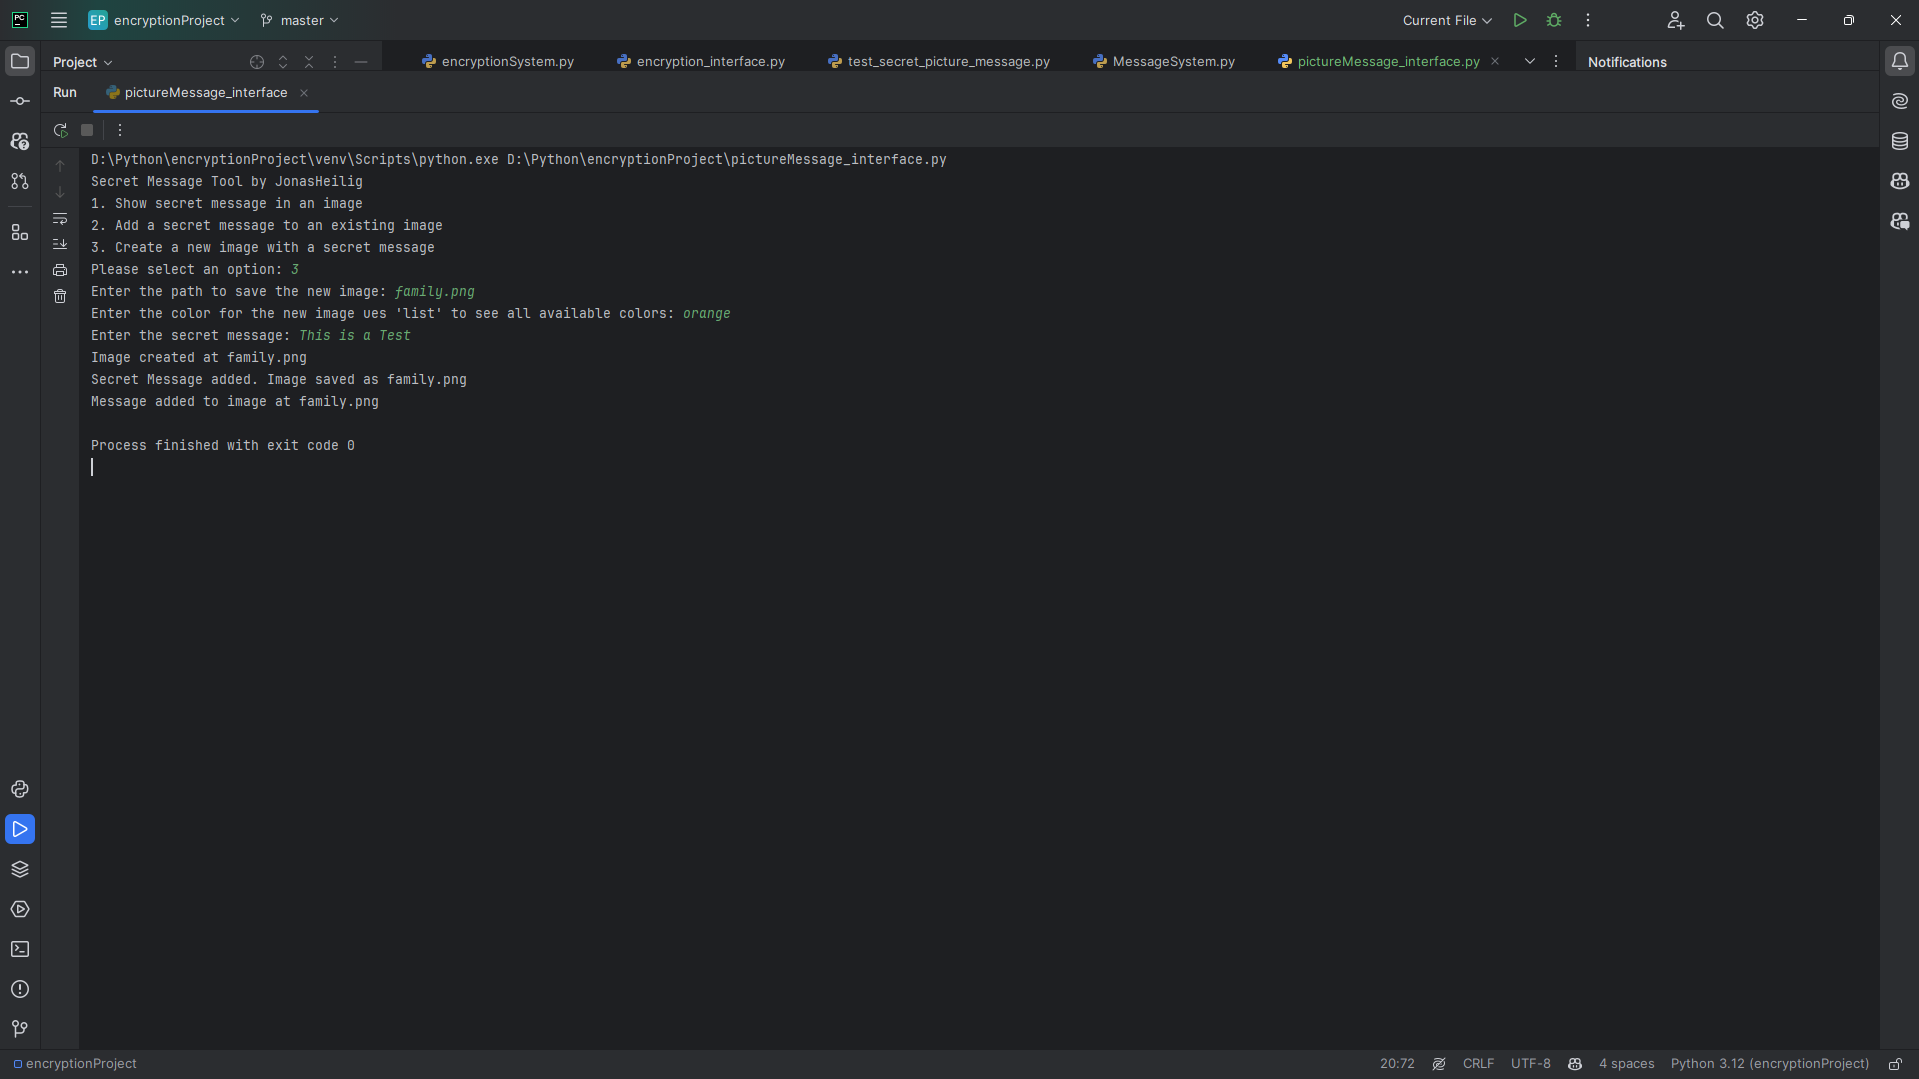 PC EP encryptionProject master Current File
Project encryptionSystem.py encryption_interface.py test_secret_picture_message.py MessageSystem.py pictureMessage_interface.py Notifications
Run pictureMessage_interface
D:\Python\encryptionProject\venv\Scripts\python.exe D:\Python\encryptionProject\pictureMessage_interface.py
Secret Message Tool by JonasHeilig
1. Show secret message in an image
2. Add a secret message to an existing image
3. Create a new image with a secret message
Please select an option: 3
Enter the path to save the new image: family.png
Enter the color for the new image ues 'list' to see all available colors: orange
Enter the secret message: This is a Test
Image created at family.png
Secret Message added. Image saved as family.png
Message added to image at family.png
Process finished with exit code 0
encryptionProject 20:72 CRLF UTF-8 4 spaces Python 3.12 (encryptionProject)